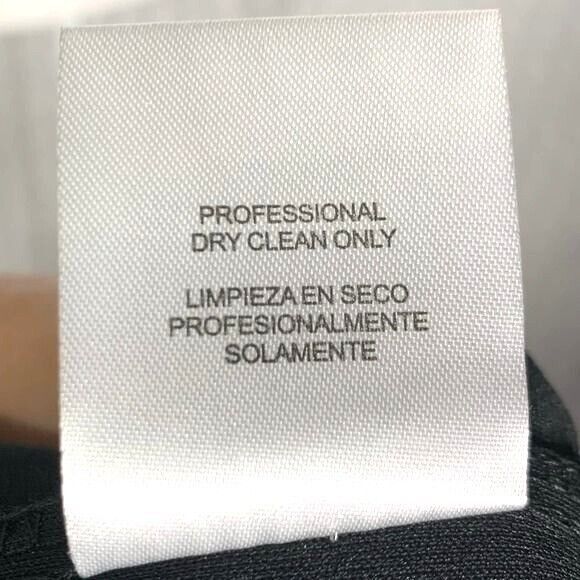 PROFESSIONAL
DRY CLEAN ONLY
LIMPIEZA EN SECO
PROFESIONALMENTE
SOLAMENTE